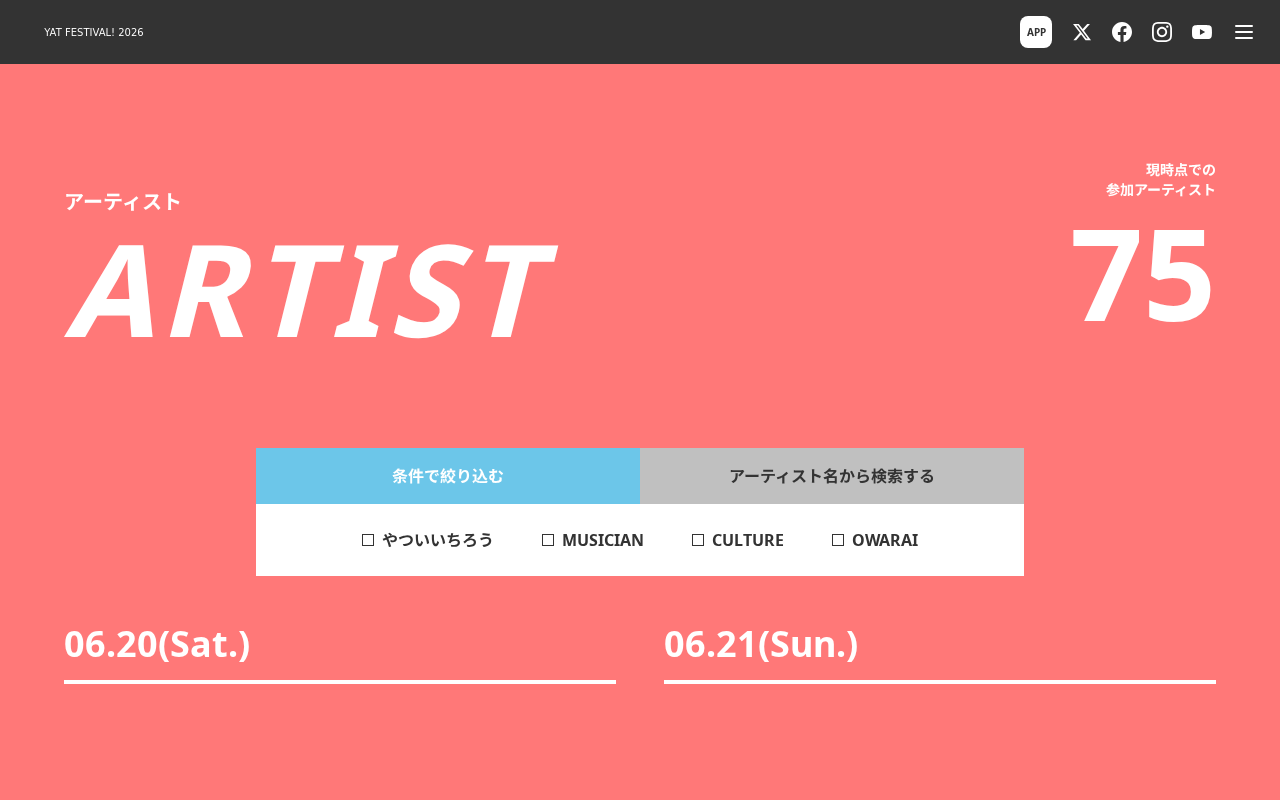 YAT FESTIVAL! 2026
APP
アーティスト
ARTIST
現時点での
参加アーティスト
75
条件で絞り込む
アーティスト名から検索する
やついいちろう
MUSICIAN
CULTURE
OWARAI
06.20(Sat.)
06.21(Sun.)